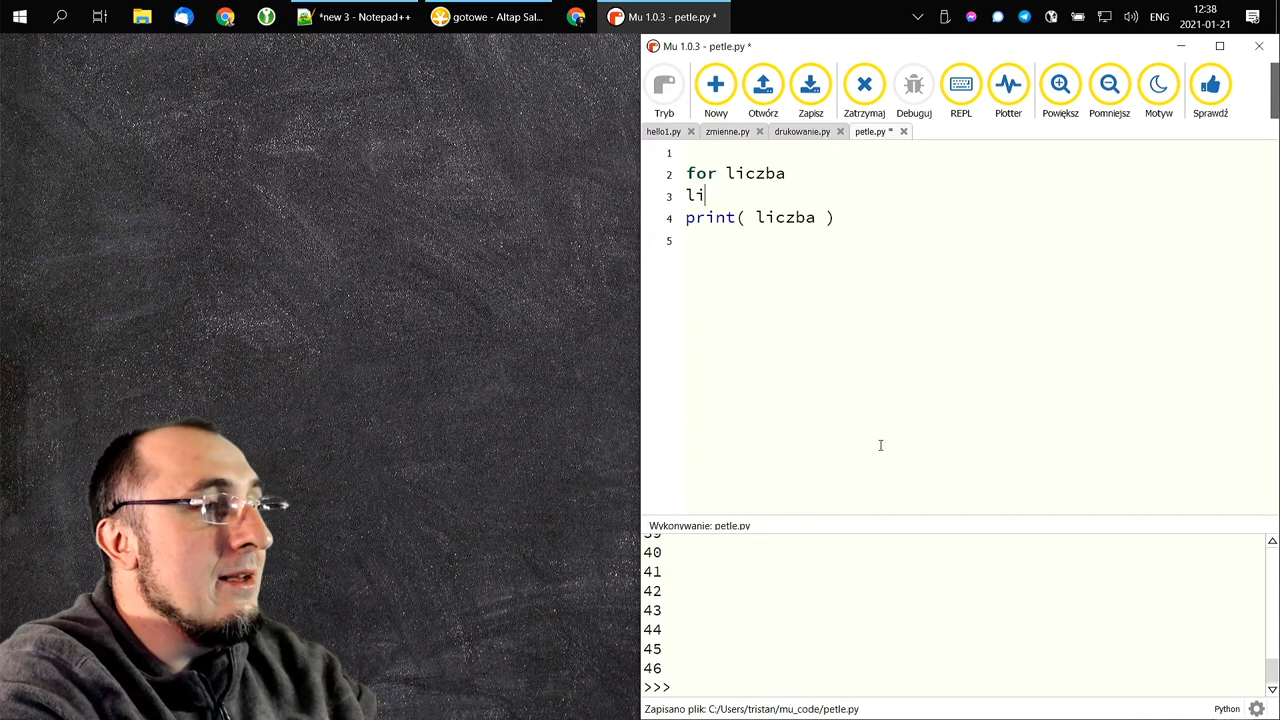 *new 3 - Notepad++
gotowe - Altap Sal...
Mu 1.0.3 - petle.py *
ENG
12:38
2021-01-21
Mu 1.0.3 - petle.py *
Tryb
Nowy
Otwórz
Zapisz
Zatrzymaj
Debuguj
REPL
Plotter
Powiększ
Pomniejsz
Motyw
Sprawdź
hello1.py
zmienne.py
drukowanie.py
petle.py *
1
2 for liczba
3 li
4 print( liczba )
5
Wykonywanie: petle.py
39
40
41
42
43
44
45
46
>>>
Zapisano plik: C:/Users/tristan/mu_code/petle.py
Python